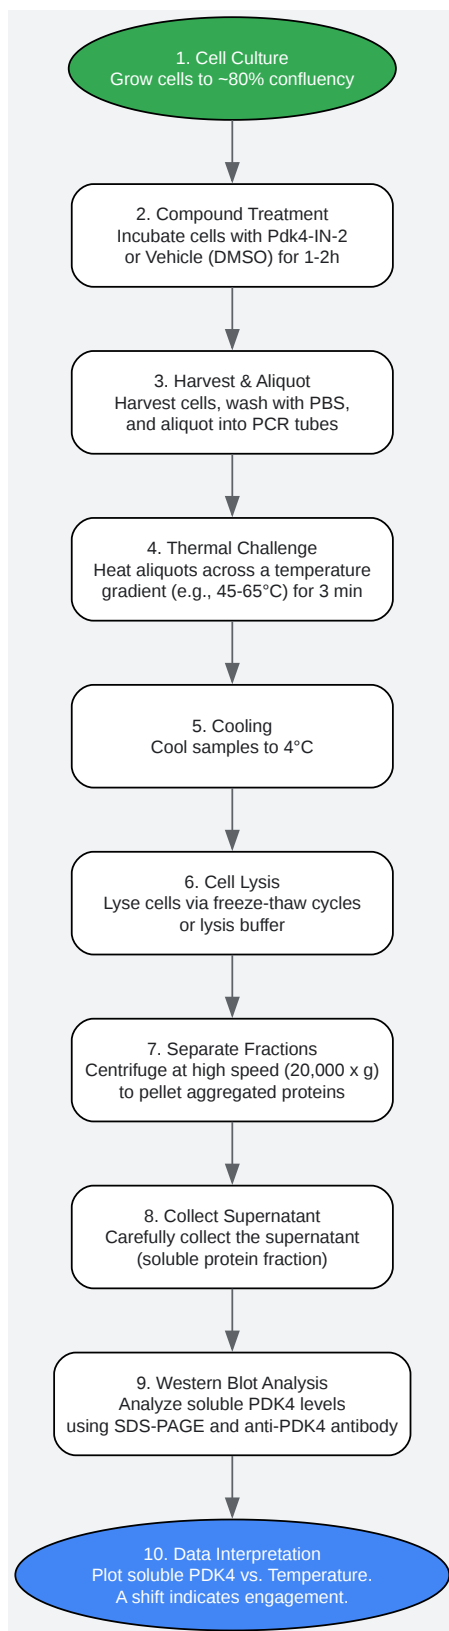 1. Cell Culture
Grow cells to ~80% confluency
2. Compound Treatment
Incubate cells with Pdk4-IN-2
or Vehicle (DMSO) for 1-2h
3. Harvest & Aliquot
Harvest cells, wash with PBS,
and aliquot into PCR tubes
4. Thermal Challenge
Heat aliquots across a temperature
gradient (e.g., 45-65°C) for 3 min
5. Cooling
Cool samples to 4°C
6. Cell Lysis
Lyse cells via freeze-thaw cycles
or lysis buffer
7. Separate Fractions
Centrifuge at high speed (20,000 x g)
to pellet aggregated proteins
8. Collect Supernatant
Carefully collect the supernatant
(soluble protein fraction)
9. Western Blot Analysis
Analyze soluble PDK4 levels
using SDS-PAGE and anti-PDK4 antibody
10. Data Interpretation
Plot soluble PDK4 vs. Temperature.
A shift indicates engagement.